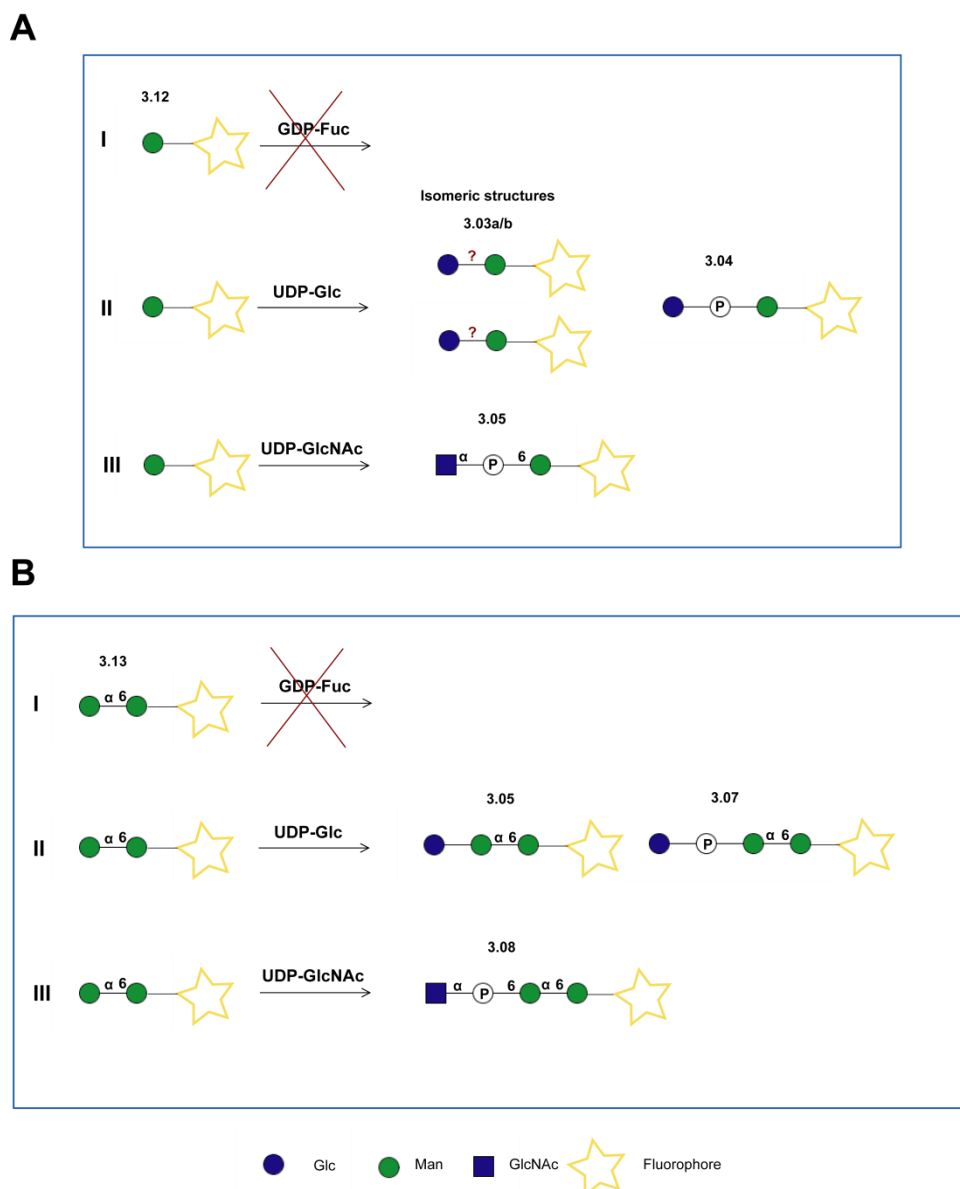 A
3.12
I
GDP-Fuc
Isomeric structures
3.03a/b
?
3.04
II
UDP-Glc
P
?
3.05
III
UDP-GlcNAc
α P 6
B
3.13
I
α 6
GDP-Fuc
3.05
3.07
II
α 6
UDP-Glc
α 6
P α 6
3.08
III
α 6
UDP-GlcNAc
α P 6 α 6
Glc Man GlcNAc Fluorophore